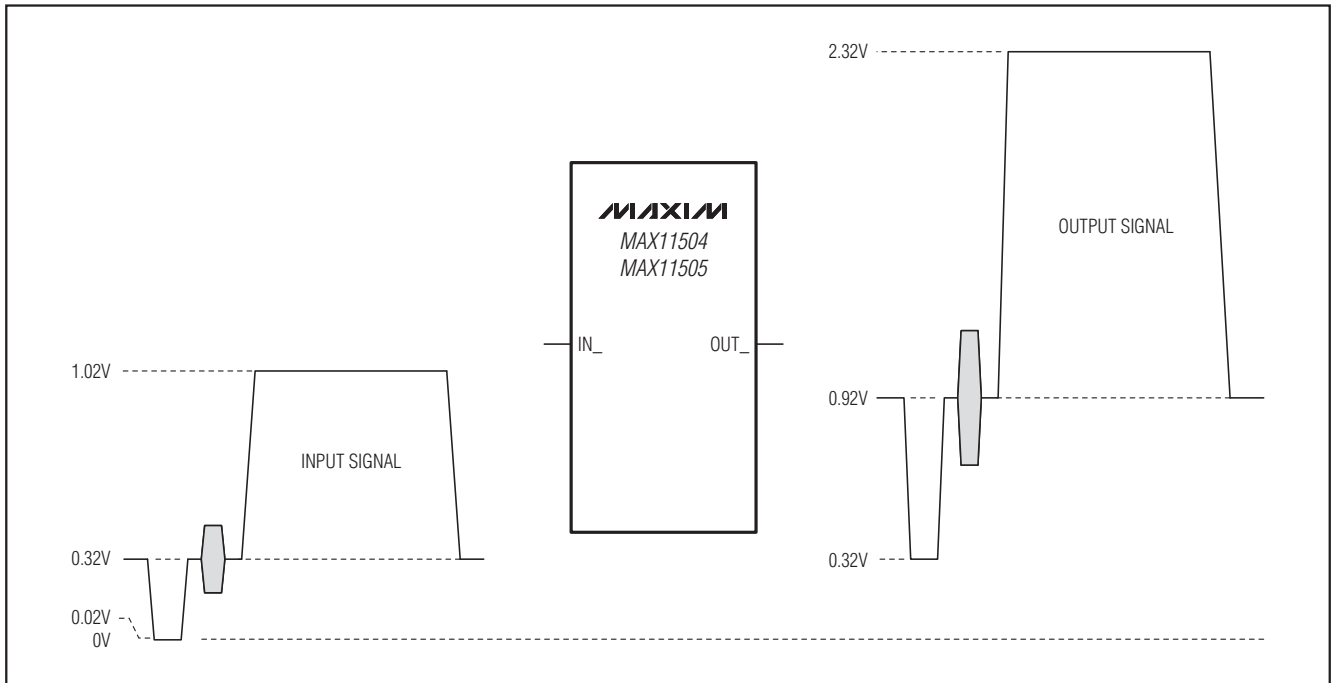 2.32V
MAXIM
MAX11504
MAX11505
OUTPUT SIGNAL
IN_
OUT_
1.02V
0.92V
INPUT SIGNAL
0.32V
0.32V
0.02V
0V